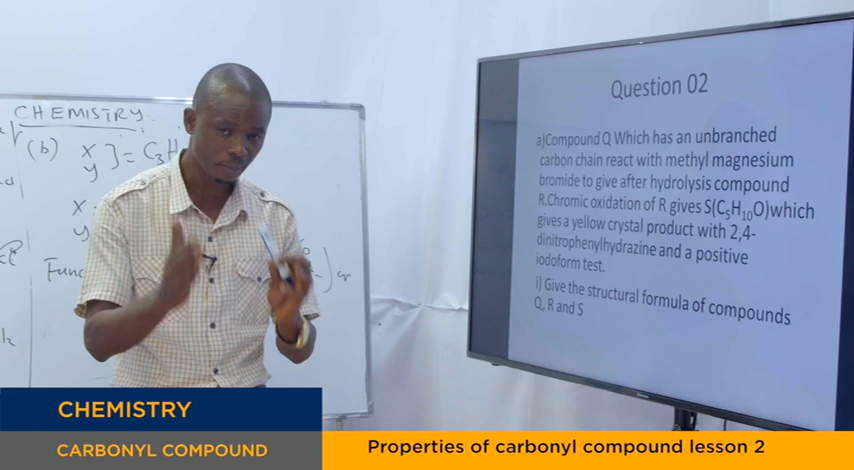 CHEMISTRY
(b) X ] = C3H
y
X
y
Func
Question 02
a)Compound Q Which has an unbranched
carbon chain react with methyl magnesium
bromide to give after hydrolysis compound
R.Chromic oxidation of R gives S(C₅H₁₀O)which
gives a yellow crystal product with 2,4-
dinitrophenylhydrazine and a positive
iodoform test.
i) Give the structural formula of compounds
Q, R and S
CHEMISTRY
CARBONYL COMPOUND
Properties of carbonyl compound lesson 2